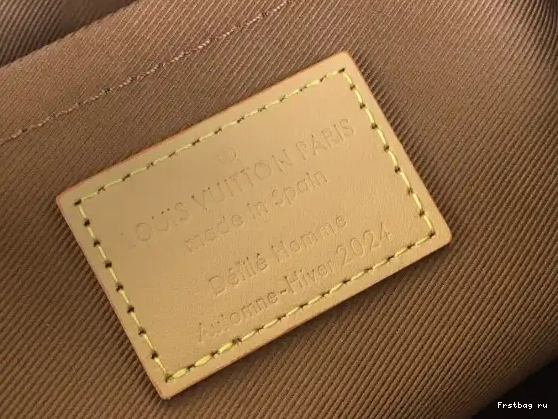 LOUIS VUITTON PARIS
made in Spain
Défilé Homme
Automne-Hiver 2024
Frstbag ru